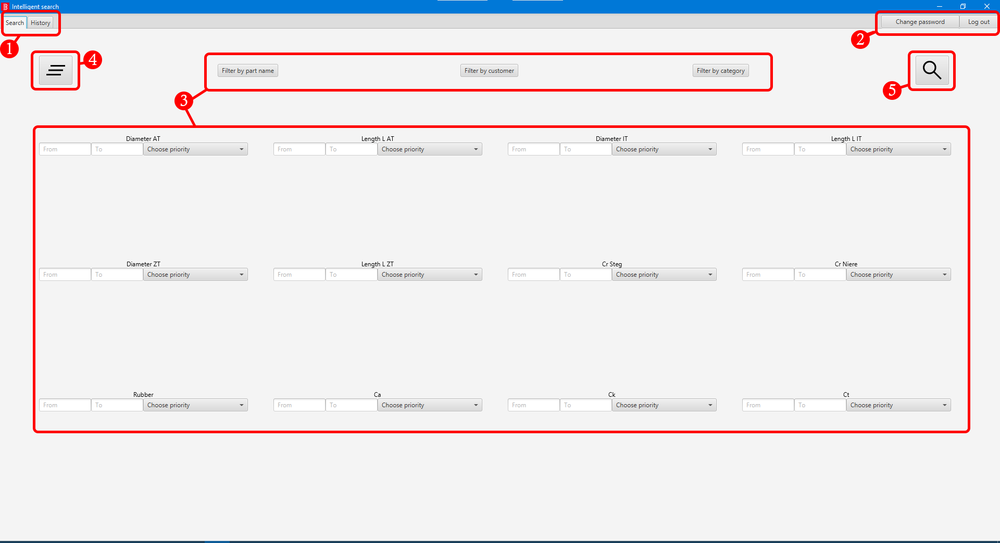 Intelligent search
Search History
Change password Log out
1
2
4
Filter by part name Filter by customer Filter by category
5
3
Diameter AT Length L AT Diameter IT Length L IT
From To Choose priority From To Choose priority From To Choose priority From To Choose priority
Diameter ZT Length L ZT Cr Steg Cr Niere
From To Choose priority From To Choose priority From To Choose priority From To Choose priority
Rubber Ca Ck Ct
From To Choose priority From To Choose priority From To Choose priority From To Choose priority